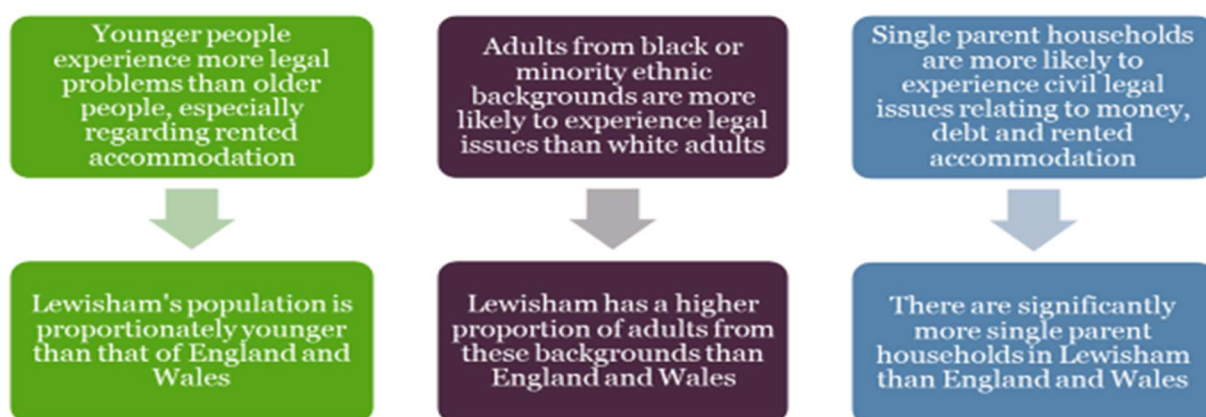 Younger people
experience more legal
problems than older
people, especially
regarding rented
accommodation
Lewisham's population is
proportionately younger
than that of England and
Wales
Adults from black or
minority ethnic
backgrounds are more
likely to experience legal
issues than white adults
Lewisham has a higher
proportion of adults from
these backgrounds than
England and Wales
Single parent households
are more likely to
experience civil legal
issues relating to money,
debt and rented
accommodation
There are significantly
more single parent
households in Lewisham
than England and Wales